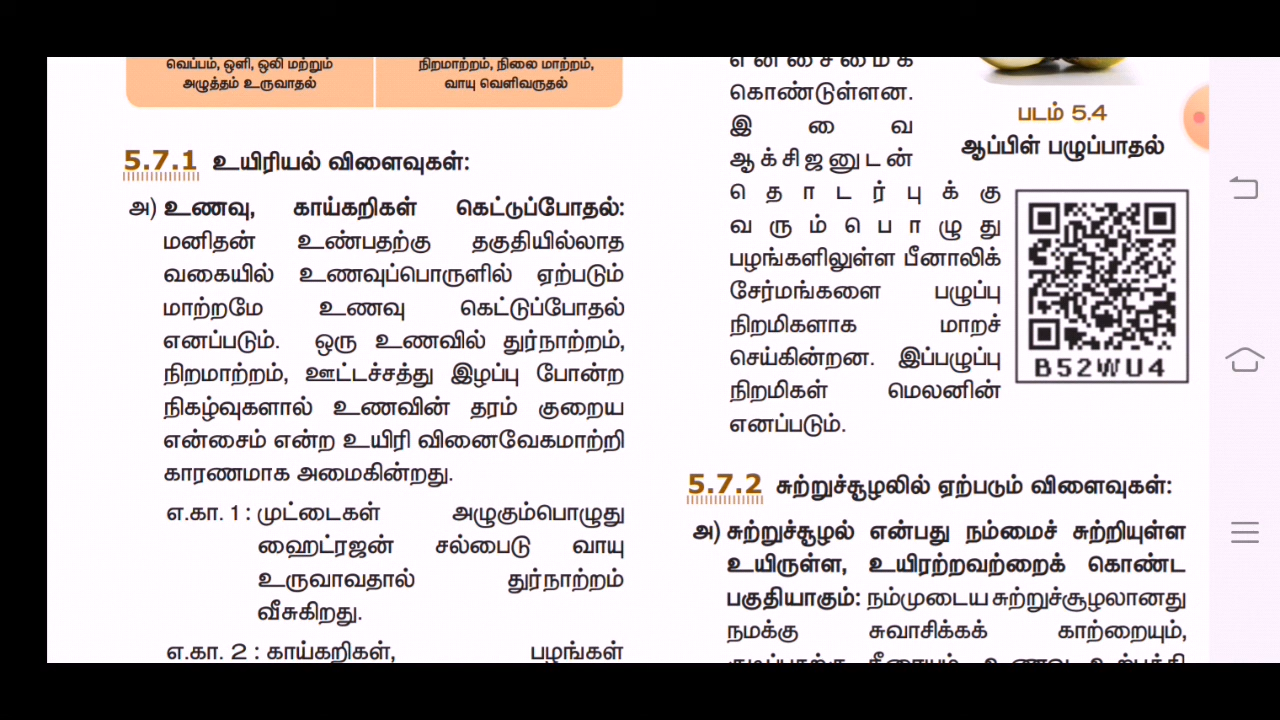 வெப்பம், ஒளி, ஒலி மற்றும்
அழுத்தம் உருவாதல்
நிறமாற்றம், நிலை மாற்றம்,
வாயு வெளிவருதல்
5.7.1 உயிரியல் விளைவுகள்:
அ) உணவு, காய்கறிகள் கெட்டுப்போதல்:
மனிதன் உண்பதற்கு தகுதியில்லாத
வகையில் உணவுப்பொருளில் ஏற்படும்
மாற்றமே உணவு கெட்டுப்போதல்
எனப்படும். ஒரு உணவில் துர்நாற்றம்,
நிறமாற்றம், ஊட்டச்சத்து இழப்பு போன்ற
நிகழ்வுகளால் உணவின் தரம் குறைய
என்சைம் என்ற உயிரி வினைவேகமாற்றி
காரணமாக அமைகின்றது.
எ.கா. 1 : முட்டைகள் அழுகும்பொழுது
ஹைட்ரஜன் சல்பைடு வாயு
உருவாவதால் துர்நாற்றம்
வீசுகிறது.
எ.கா. 2 : காய்கறிகள், பழங்கள்
என்சைமைக்
கொண்டுள்ளன.
இவை
ஆக்சிஜனுடன்
தொடர்புக்கு
வரும்பொழுது
பழங்களிலுள்ள பீனாலிக்
சேர்மங்களை பழுப்பு
நிறமிகளாக மாறச்
செய்கின்றன. இப்பழுப்பு
நிறமிகள் மெலனின்
எனப்படும்.
படம் 5.4
ஆப்பிள் பழுப்பாதல்
B52WU4
5.7.2 சுற்றுச்சூழலில் ஏற்படும் விளைவுகள்:
அ) சுற்றுச்சூழல் என்பது நம்மைச் சுற்றியுள்ள
உயிருள்ள, உயிரற்றவற்றைக் கொண்ட
பகுதியாகும்: நம்முடைய சுற்றுச்சூழலானது
நமக்கு சுவாசிக்கக் காற்றையும்,